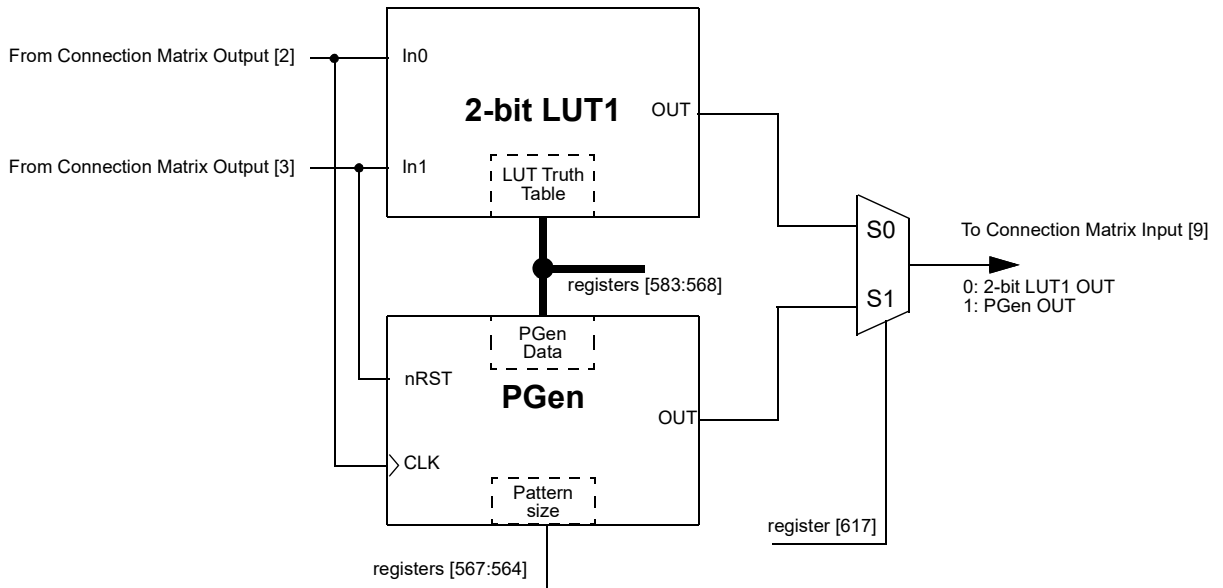 From Connection Matrix Output [2]
In0
2-bit LUT1
OUT
From Connection Matrix Output [3]
In1
LUT Truth
Table
S0
To Connection Matrix Input [9]
registers [583:568]
0: 2-bit LUT1 OUT
S1
1: PGen OUT
PGen
Data
nRST
PGen
OUT
CLK
Pattern
size
register [617]
registers [567:564]